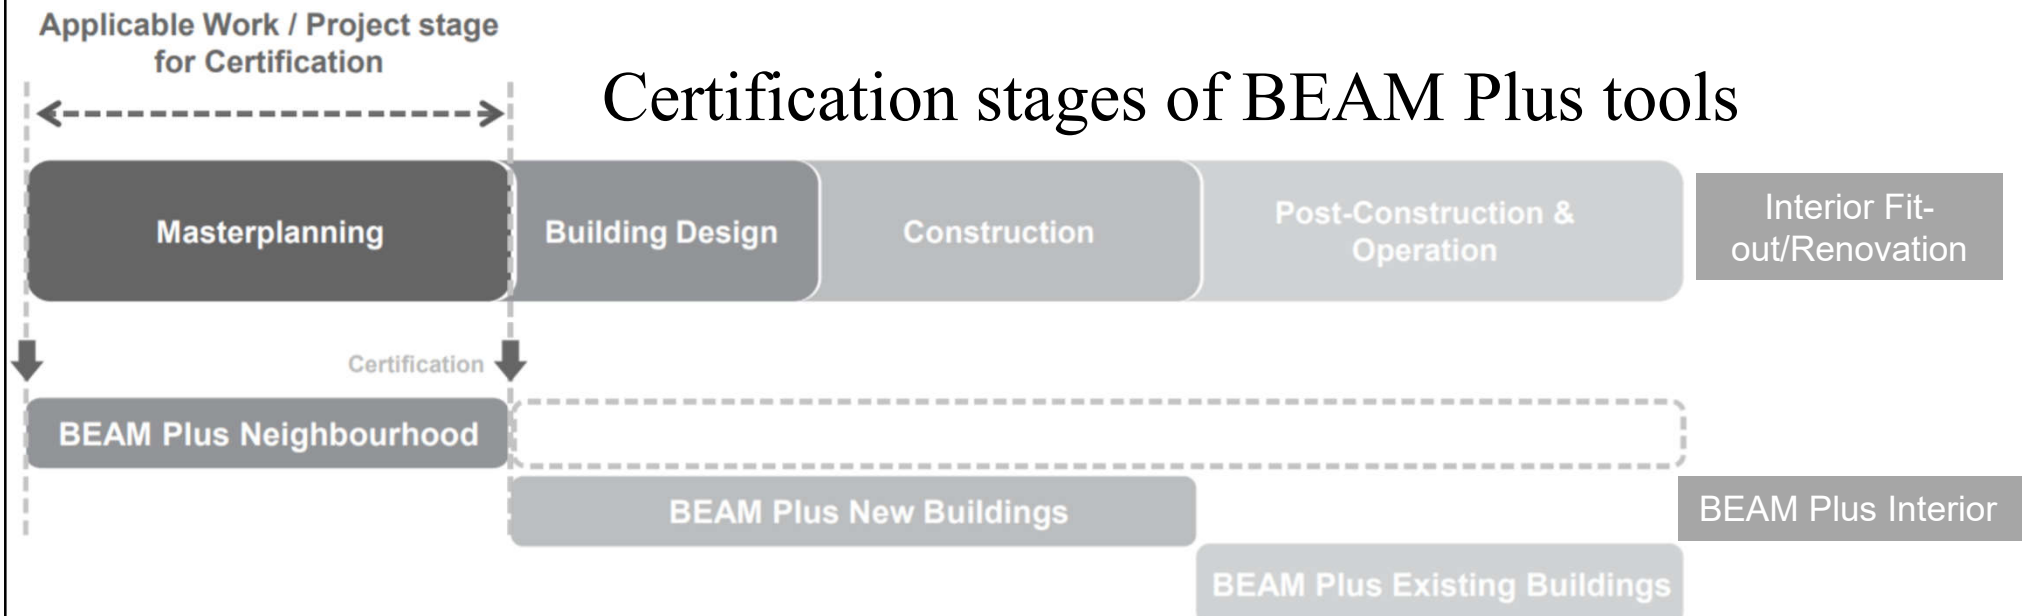 Applicable Work / Project stage
for Certification
Certification stages of BEAM Plus tools
Masterplanning
Building Design
Construction
Post-Construction &
Operation
Interior Fit-
out/Renovation
Certification
BEAM Plus Neighbourhood
BEAM Plus New Buildings
BEAM Plus Interior
BEAM Plus Existing Buildings